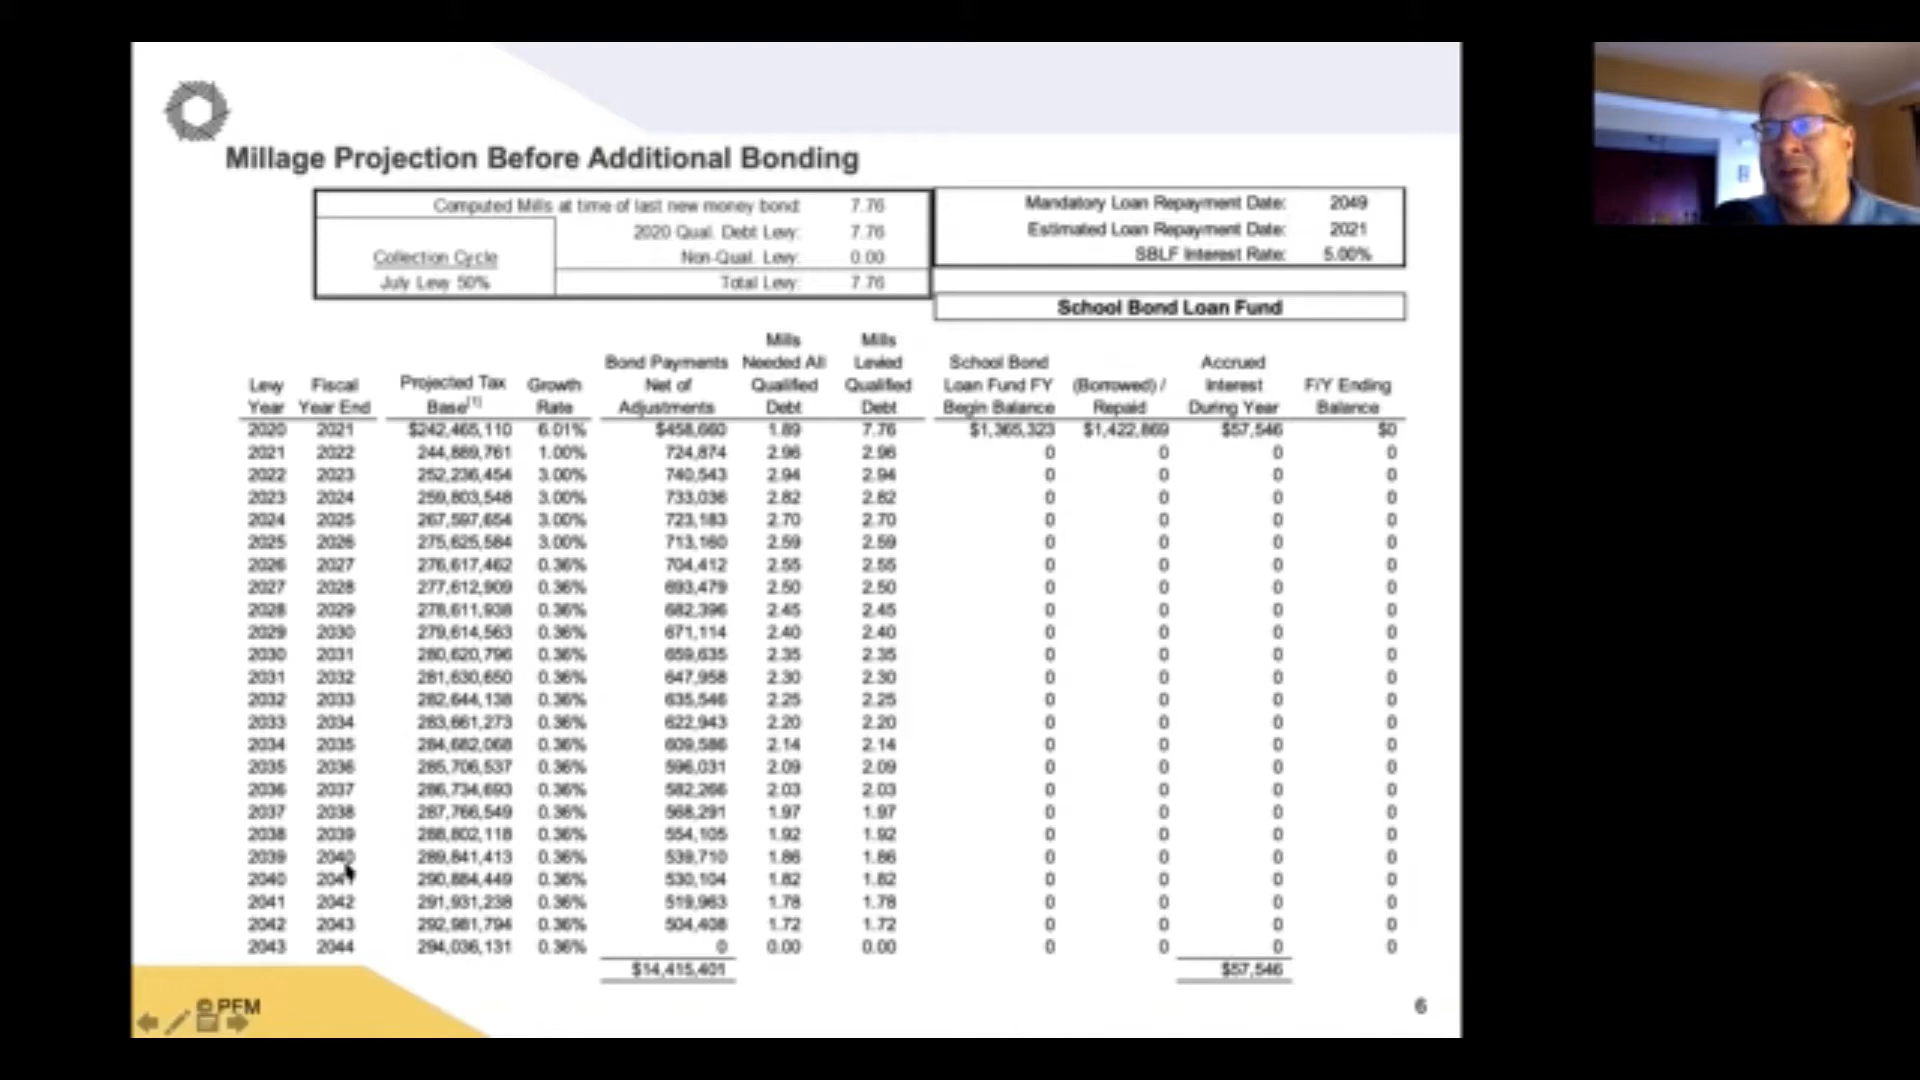 Millage Projection Before Additional Bonding
Computed Mills at time of last new money bond: 7.76
2020 Qual. Debt Levy: 7.76
Collection Cycle Non-Qual. Levy: 0.00
July Levy 50% Total Levy: 7.76
Mandatory Loan Repayment Date: 2049
Estimated Loan Repayment Date: 2021
SBLF Interest Rate: 5.00%
School Bond Loan Fund
Mills Mills
Bond Payments Needed All Levied School Bond Accrued
Levy Fiscal Projected Tax Growth Net of Qualified Qualified Loan Fund FY (Borrowed) / Interest F/Y Ending
Year Year End Base[1] Rate Adjustments Debt Debt Begin Balance Repaid During Year Balance
2020 2021 $242,465,110 6.01% $458,660 1.89 7.76 $1,365,323 $1,422,869 $57,546 $0
2021 2022 244,889,761 1.00% 724,874 2.96 2.96 0 0 0 0
2022 2023 252,236,454 3.00% 740,543 2.94 2.94 0 0 0 0
2023 2024 259,803,548 3.00% 733,036 2.82 2.82 0 0 0 0
2024 2025 267,597,654 3.00% 723,183 2.70 2.70 0 0 0 0
2025 2026 275,625,584 3.00% 713,160 2.59 2.59 0 0 0 0
2026 2027 276,617,462 0.36% 704,412 2.55 2.55 0 0 0 0
2027 2028 277,612,909 0.36% 693,479 2.50 2.50 0 0 0 0
2028 2029 278,611,938 0.36% 682,396 2.45 2.45 0 0 0 0
2029 2030 279,614,563 0.36% 671,114 2.40 2.40 0 0 0 0
2030 2031 280,620,796 0.36% 659,635 2.35 2.35 0 0 0 0
2031 2032 281,630,650 0.36% 647,958 2.30 2.30 0 0 0 0
2032 2033 282,644,138 0.36% 635,546 2.25 2.25 0 0 0 0
2033 2034 283,661,273 0.36% 622,943 2.20 2.20 0 0 0 0
2034 2035 284,682,068 0.36% 609,586 2.14 2.14 0 0 0 0
2035 2036 285,706,537 0.36% 596,031 2.09 2.09 0 0 0 0
2036 2037 286,734,693 0.36% 582,266 2.03 2.03 0 0 0 0
2037 2038 287,766,549 0.36% 568,291 1.97 1.97 0 0 0 0
2038 2039 288,802,118 0.36% 554,105 1.92 1.92 0 0 0 0
2039 2040 289,841,413 0.36% 539,710 1.86 1.86 0 0 0 0
2040 2041 290,884,449 0.36% 530,104 1.82 1.82 0 0 0 0
2041 2042 291,931,238 0.36% 519,963 1.78 1.78 0 0 0 0
2042 2043 292,981,794 0.36% 504,408 1.72 1.72 0 0 0 0
2043 2044 294,036,131 0.36% 0 0.00 0.00 0 0 0 0
$14,415,401 $57,546
© PFM
6